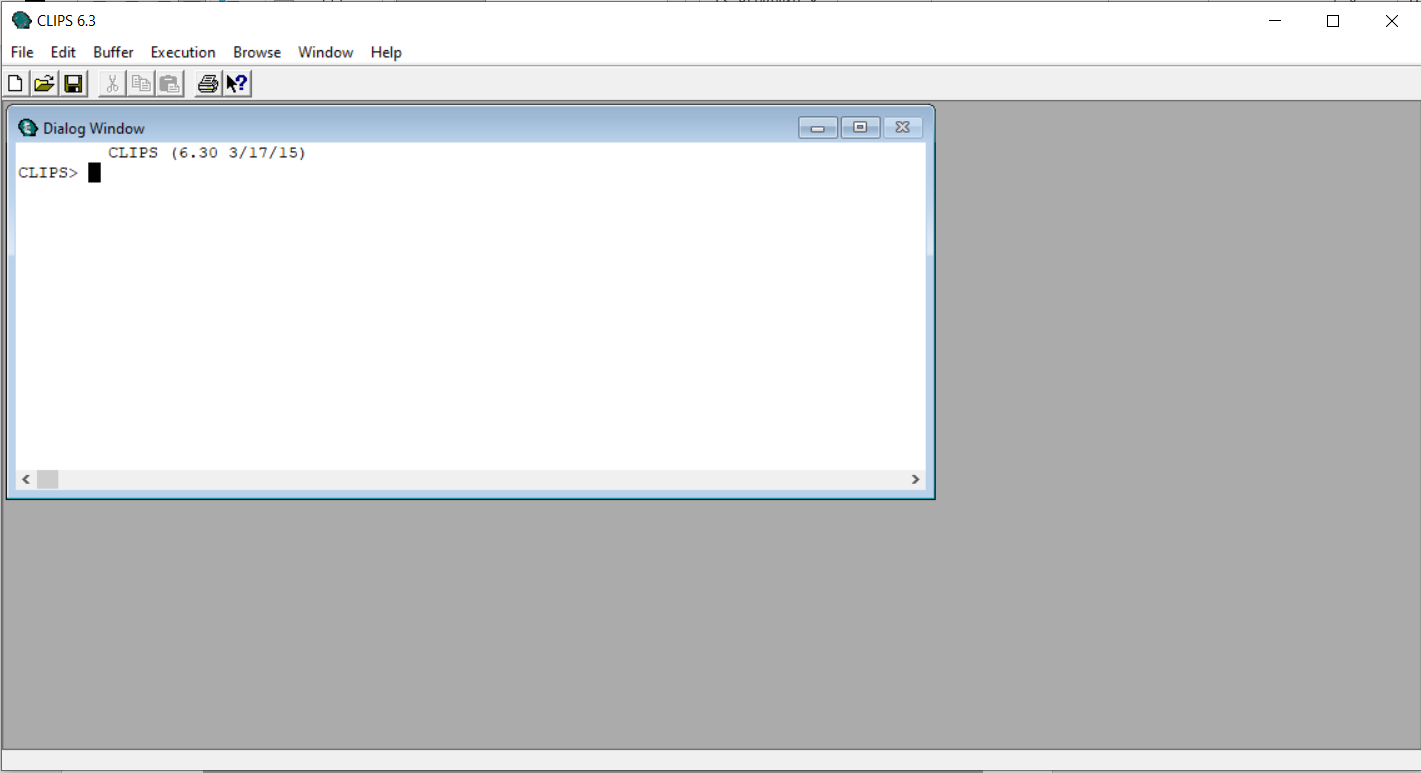 CLIPS 6.3
File Edit Buffer Execution Browse Window Help
Dialog Window
CLIPS (6.30 3/17/15)
CLIPS>